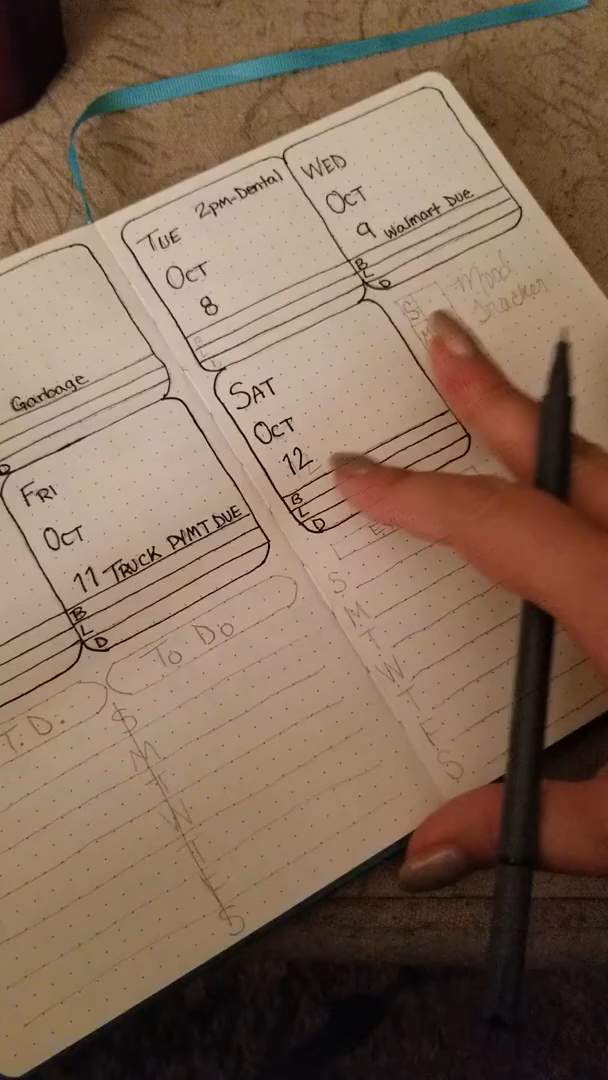 Garbage
D
TUE
2pm-Dental
OCT
8
B
L
D
WED
OCT
9 Walmart Due
B
L
D
FRI
OCT
11 TRUCK PYMT DUE
B
L
D
SAT
OCT
12
B
L
D
Mood
Tracker
S
T.D.
To Do
S
M
T
W
T
F
S
S
M
T
W
T
F
S